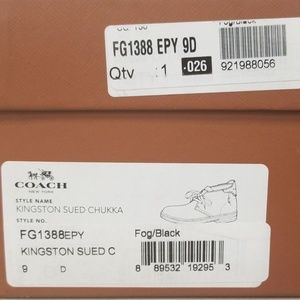 Fog/Black
FG1388 EPY 9D
Qty : 1 -026 921988056
COACH
NEW YORK
STYLE NAME
KINGSTON SUED CHUKKA
STYLE NO.
FG1388EPY Fog/Black
KINGSTON SUED C
9 D 8 89532 19295 3